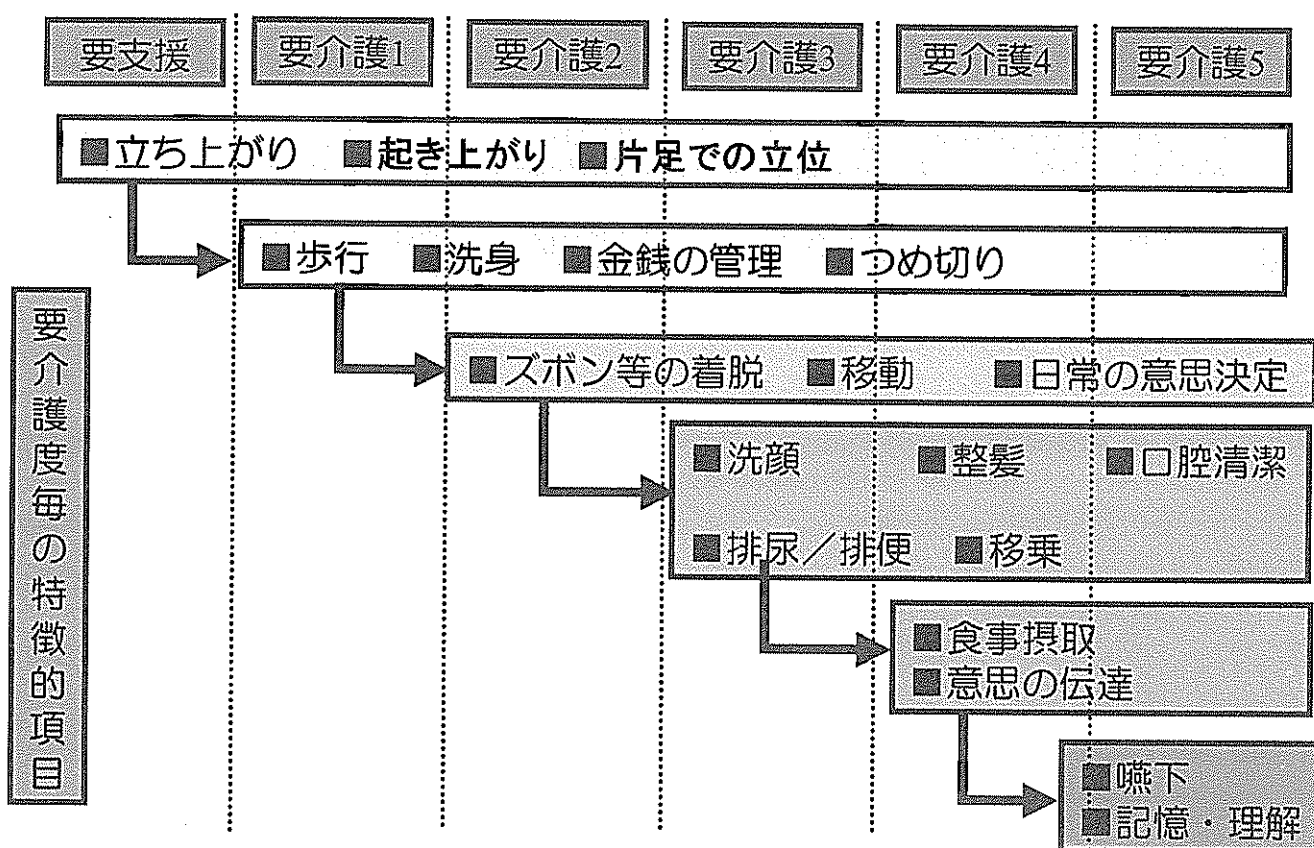 要支援 要介護1 要介護2 要介護3 要介護4 要介護5
■立ち上がり ■起き上がり ■片足での立位
■歩行 ■洗身 ■金銭の管理 ■つめ切り
要介護度毎の特徴的項目
■ズボン等の着脱 ■移動 ■日常の意思決定
■洗顔 ■整髪 ■口腔清潔
■排尿／排便 ■移乗
■食事摂取
■意思の伝達
■嚥下
■記憶・理解